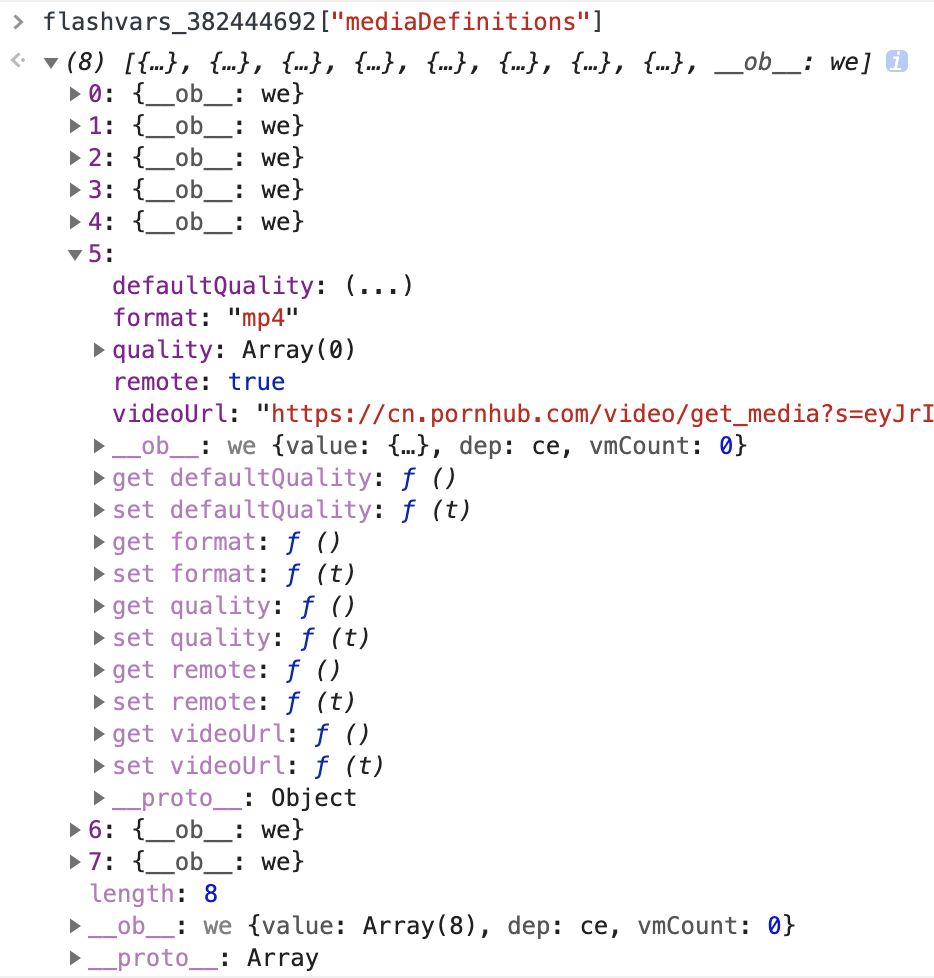 > flashvars_382444692["mediaDefinitions"]
(8) [{…}, {…}, {…}, {…}, {…}, {…}, {…}, {…}, __ob__: we] i
0: {__ob__: we}
1: {__ob__: we}
2: {__ob__: we}
3: {__ob__: we}
4: {__ob__: we}
5:
defaultQuality: (...)
format: "mp4"
quality: Array(0)
remote: true
videoUrl: "https://cn.pornhub.com/video/get_media?s=eyJrI
__ob__: we {value: {…}, dep: ce, vmCount: 0}
get defaultQuality: ƒ ()
set defaultQuality: ƒ (t)
get format: ƒ ()
set format: ƒ (t)
get quality: ƒ ()
set quality: ƒ (t)
get remote: ƒ ()
set remote: ƒ (t)
get videoUrl: ƒ ()
set videoUrl: ƒ (t)
__proto__: Object
6: {__ob__: we}
7: {__ob__: we}
length: 8
__ob__: we {value: Array(8), dep: ce, vmCount: 0}
__proto__: Array